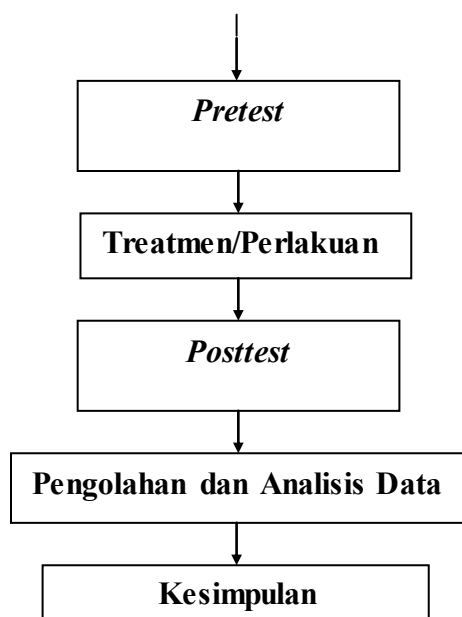 Pretest
Treatmen/Perlakuan
Posttest
Pengolahan dan Analisis Data
Kesimpulan